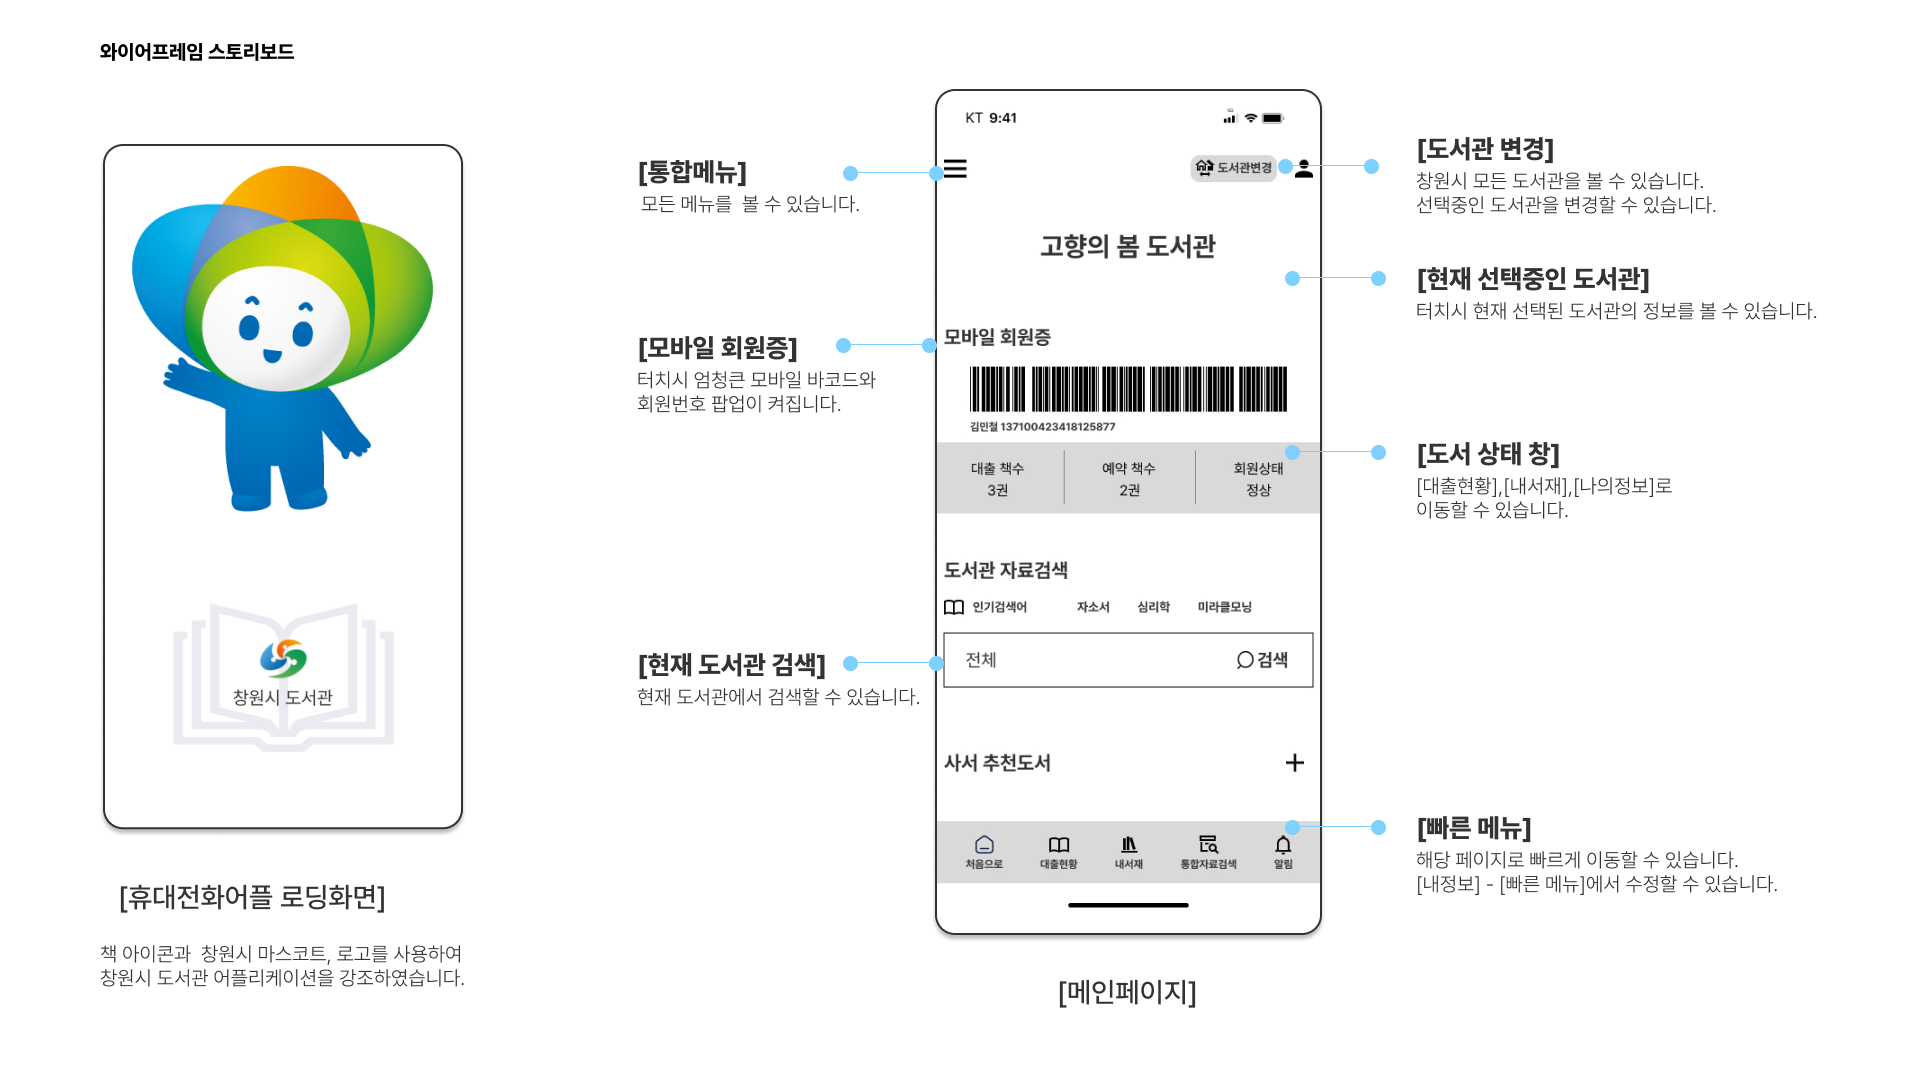 와이어프레임 스토리보드
창원시 도서관
[휴대전화어플 로딩화면]
책 아이콘과 창원시 마스코트, 로고를 사용하여
창원시 도서관 어플리케이션을 강조하였습니다.
[통합메뉴]
모든 메뉴를 볼 수 있습니다.
[모바일 회원증]
터치시 엄청큰 모바일 바코드와
회원번호 팝업이 켜집니다.
[현재 도서관 검색]
현재 도서관에서 검색할 수 있습니다.
KT 9:41
5G
도서관변경
고향의 봄 도서관
모바일 회원증
김민철 137100423418125877
대출 책수
3권
예약 책수
2권
회원상태
정상
도서관 자료검색
인기검색어 자소서 심리학 미라클모닝
전체 검색
사서 추천도서
처음으로 대출현황 내서재 통합자료검색 알림
[메인페이지]
[도서관 변경]
창원시 모든 도서관을 볼 수 있습니다.
선택중인 도서관을 변경할 수 있습니다.
[현재 선택중인 도서관]
터치시 현재 선택된 도서관의 정보를 볼 수 있습니다.
[도서 상태 창]
[대출현황],[내서재],[나의정보]로
이동할 수 있습니다.
[빠른 메뉴]
해당 페이지로 빠르게 이동할 수 있습니다.
[내정보] - [빠른 메뉴]에서 수정할 수 있습니다.